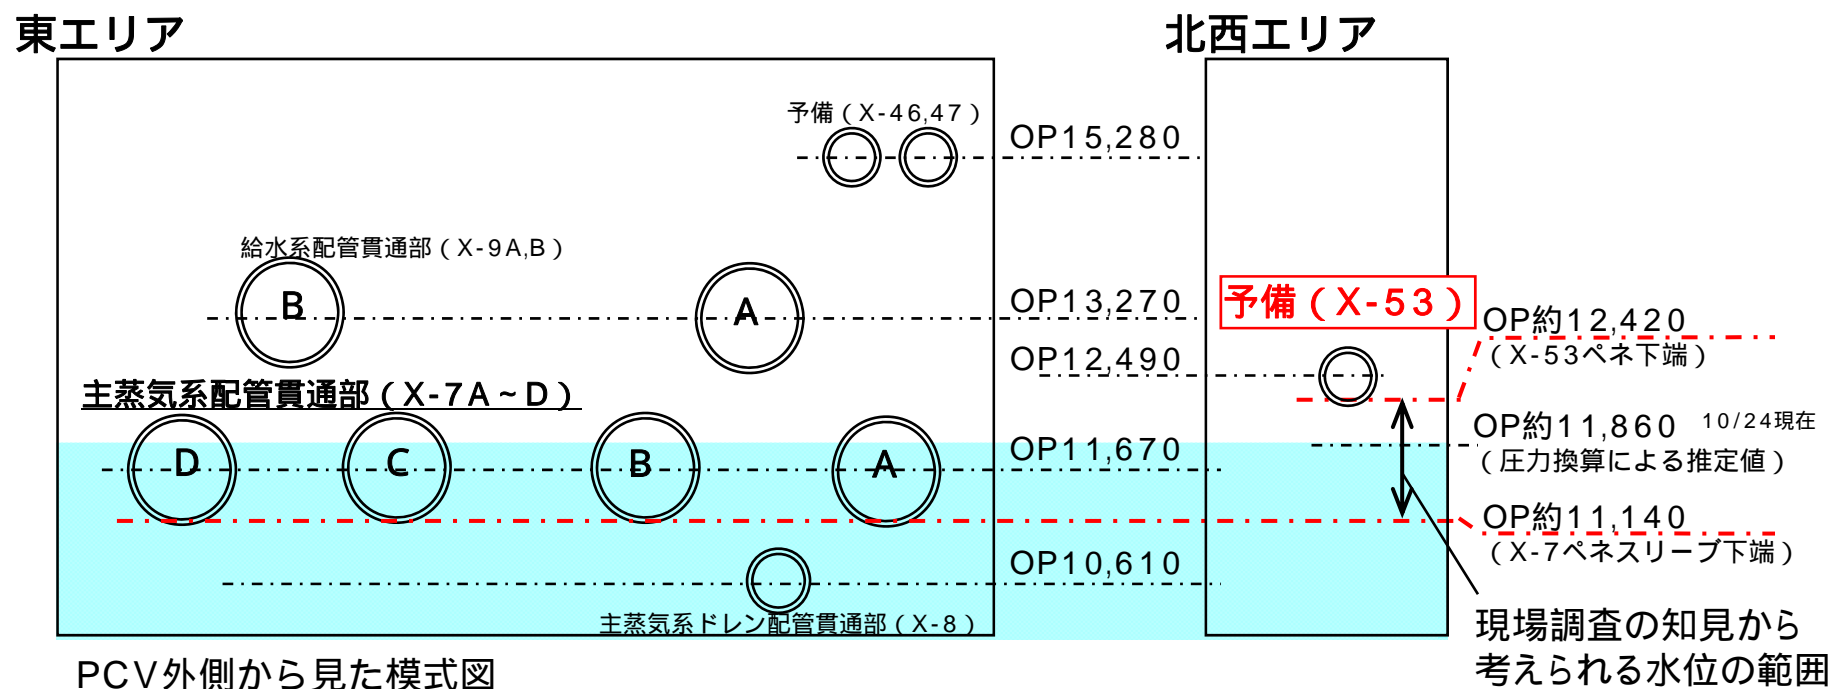 東エリア
北西エリア
予備（X-46,47）
OP15,280
給水系配管貫通部（X-9A,B）
B
A
OP13,270
予備（X-53）
OP約12,420
（X-53ペネ下端）
OP12,490
主蒸気系配管貫通部（X-7A~D）
D
C
B
A
OP11,670
OP約11,860 10/24現在
（圧力換算による推定値）
OP約11,140
（X-7ペネスリーブ下端）
OP10,610
主蒸気系ドレン配管貫通部（X-8）
現場調査の知見から
考えられる水位の範囲
PCV外側から見た模式図